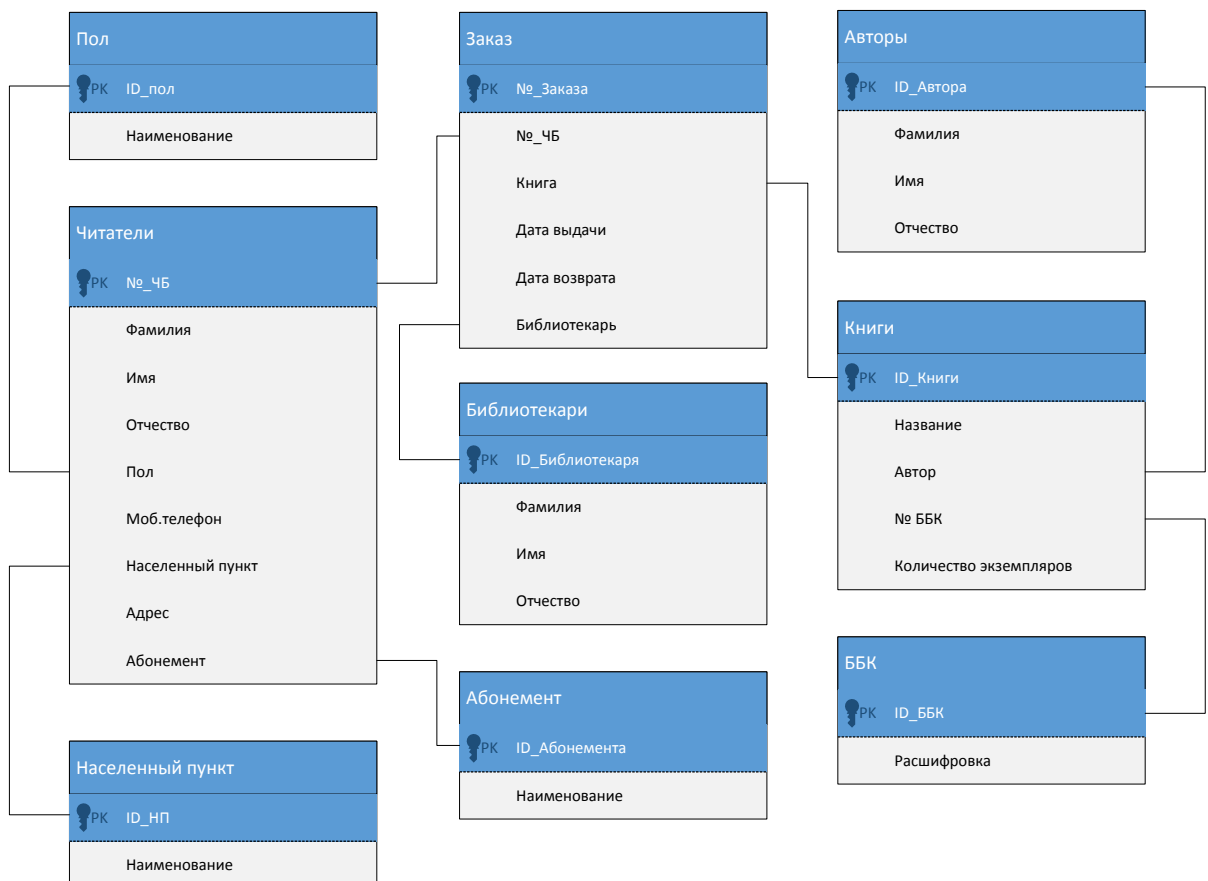 Пол
PK ID_пол
Наименование
Читатели
PK №_ЧБ
Фамилия
Имя
Отчество
Пол
Моб.телефон
Населенный пункт
Адрес
Абонемент
Населенный пункт
PK ID_НП
Наименование
Заказ
PK №_Заказа
№_ЧБ
Книга
Дата выдачи
Дата возврата
Библиотекарь
Библиотекари
PK ID_Библиотекаря
Фамилия
Имя
Отчество
Абонемент
PK ID_Абонемента
Наименование
Авторы
PK ID_Автора
Фамилия
Имя
Отчество
Книги
PK ID_Книги
Название
Автор
№ ББК
Количество экземпляров
ББК
PK ID_ББК
Расшифровка